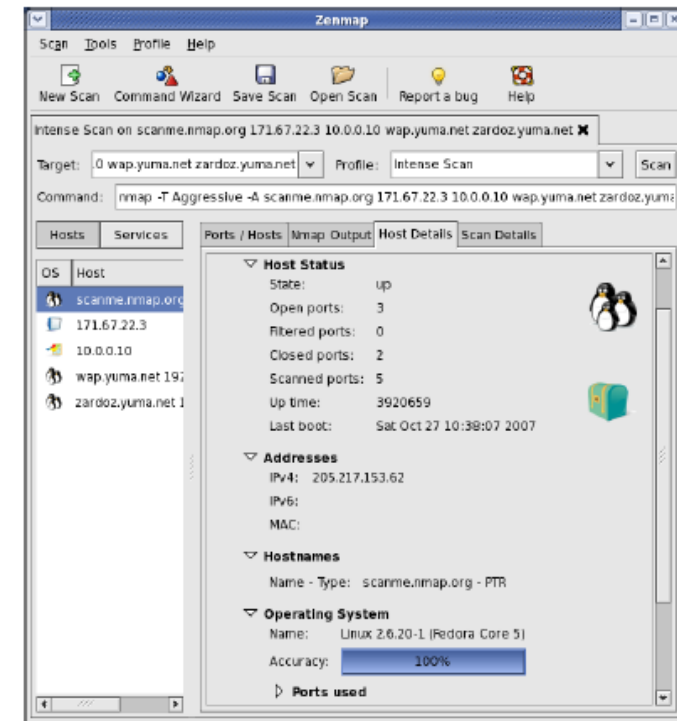 Zenmap
Scan Tools Profile Help
New Scan Command Wizard Save Scan Open Scan Report a bug Help
Intense Scan on scanme.nmap.org 171.67.22.3 10.0.0.10 wap.yuma.net zardoz.yuma.net
Target: .0 wap.yuma.net zardoz.yuma.net Profile: Intense Scan Scan
Command: nmap -T Aggressive -A scanme.nmap.org 171.67.22.3 10.0.0.10 wap.yuma.net zardoz.yuma
Hosts Services Ports / Hosts Nmap Output Host Details Scan Details
OS Host
scanme.nmap.org
171.67.22.3
10.0.0.10
wap.yuma.net 192
zardoz.yuma.net 1
Host Status
State: up
Open ports: 3
Filtered ports: 0
Closed ports: 2
Scanned ports: 5
Up time: 3920659
Last boot: Sat Oct 27 10:38:07 2007
Addresses
IPv4: 205.217.153.62
IPv6:
MAC:
Hostnames
Name - Type: scanme.nmap.org - PTR
Operating System
Name: Linux 2.6.20-1 (Fedora Core 5)
Accuracy: 100%
Ports used